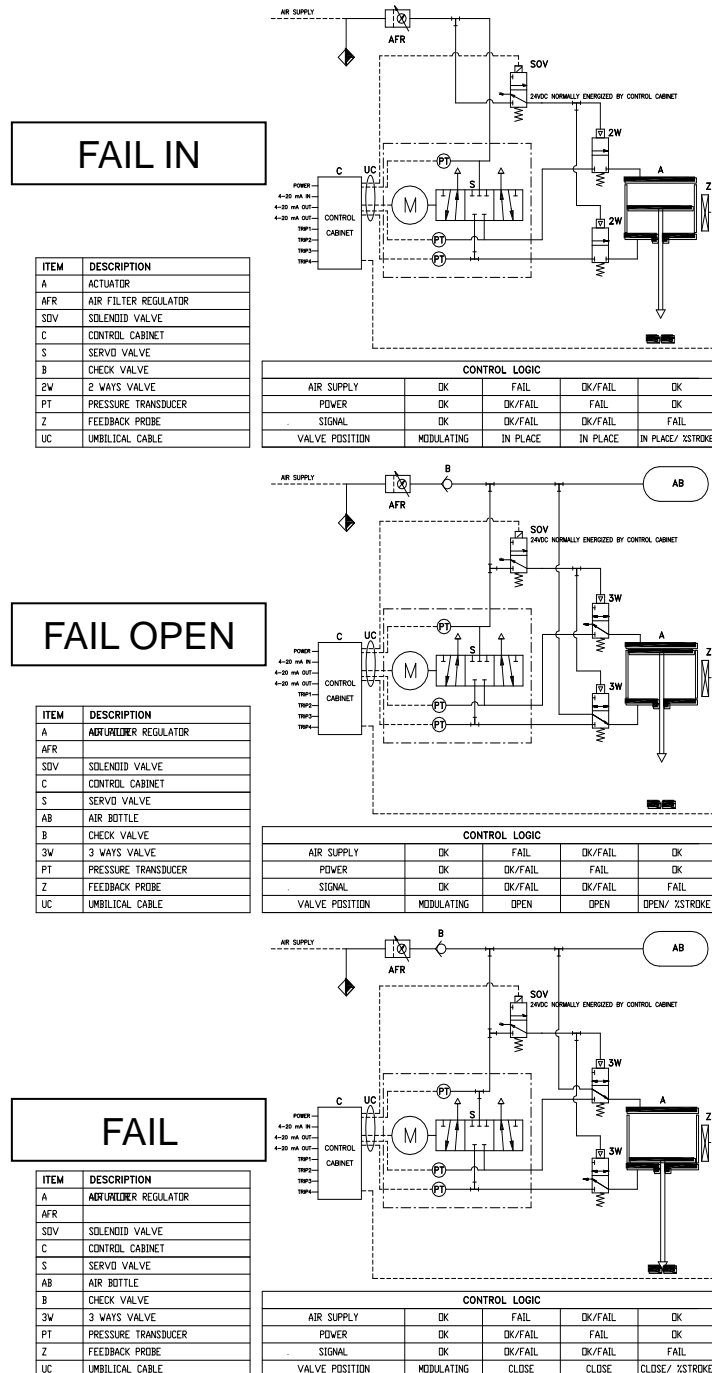 AIR SUPPLY
AFR
SOV
24VDC NORMALLY ENERGIZED BY CONTROL CABINET
FAIL IN
2W
PT
C
UC
S
A
Z
POWER
4-20 mA IN
4-20 mA OUT
4-20 mA OUT
TRIP1
TRIP2
TRIP3
TRIP4
CONTROL
CABINET
M
2W
PT
PT
ITEM DESCRIPTION
A ACTUATOR
AFR AIR FILTER REGULATOR
SOV SOLENOID VALVE
C CONTROL CABINET
S SERVO VALVE
B CHECK VALVE
2W 2 WAYS VALVE
PT PRESSURE TRANSDUCER
Z FEEDBACK PROBE
UC UMBILICAL CABLE
CONTROL LOGIC
AIR SUPPLY OK FAIL OK/FAIL OK
POWER OK OK/FAIL FAIL OK
SIGNAL OK OK/FAIL OK/FAIL FAIL
VALVE POSITION MODULATING IN PLACE IN PLACE IN PLACE/ %STROKE
AIR SUPPLY
B
AB
AFR
SOV
24VDC NORMALLY ENERGIZED BY CONTROL CABINET
FAIL OPEN
3W
PT
C
UC
S
A
Z
POWER
4-20 mA IN
4-20 mA OUT
4-20 mA OUT
TRIP1
TRIP2
TRIP3
TRIP4
CONTROL
CABINET
M
3W
PT
PT
ITEM DESCRIPTION
A REGULATOR
AFR
SOV SOLENOID VALVE
C CONTROL CABINET
S SERVO VALVE
AB AIR BOTTLE
B CHECK VALVE
3W 3 WAYS VALVE
PT PRESSURE TRANSDUCER
Z FEEDBACK PROBE
UC UMBILICAL CABLE
CONTROL LOGIC
AIR SUPPLY OK FAIL OK/FAIL OK
POWER OK OK/FAIL FAIL OK
SIGNAL OK OK/FAIL OK/FAIL FAIL
VALVE POSITION MODULATING OPEN OPEN OPEN/ %STROKE
AIR SUPPLY
B
AB
AFR
SOV
24VDC NORMALLY ENERGIZED BY CONTROL CABINET
FAIL
3W
PT
C
UC
S
A
Z
POWER
4-20 mA IN
4-20 mA OUT
4-20 mA OUT
TRIP1
TRIP2
TRIP3
TRIP4
CONTROL
CABINET
M
3W
PT
PT
ITEM DESCRIPTION
A REGULATOR
AFR
SOV SOLENOID VALVE
C CONTROL CABINET
S SERVO VALVE
AB AIR BOTTLE
B CHECK VALVE
3W 3 WAYS VALVE
PT PRESSURE TRANSDUCER
Z FEEDBACK PROBE
UC UMBILICAL CABLE
CONTROL LOGIC
AIR SUPPLY OK FAIL OK/FAIL OK
POWER OK OK/FAIL FAIL OK
SIGNAL OK OK/FAIL OK/FAIL FAIL
VALVE POSITION MODULATING CLOSE CLOSE CLOSE/ %STROKE